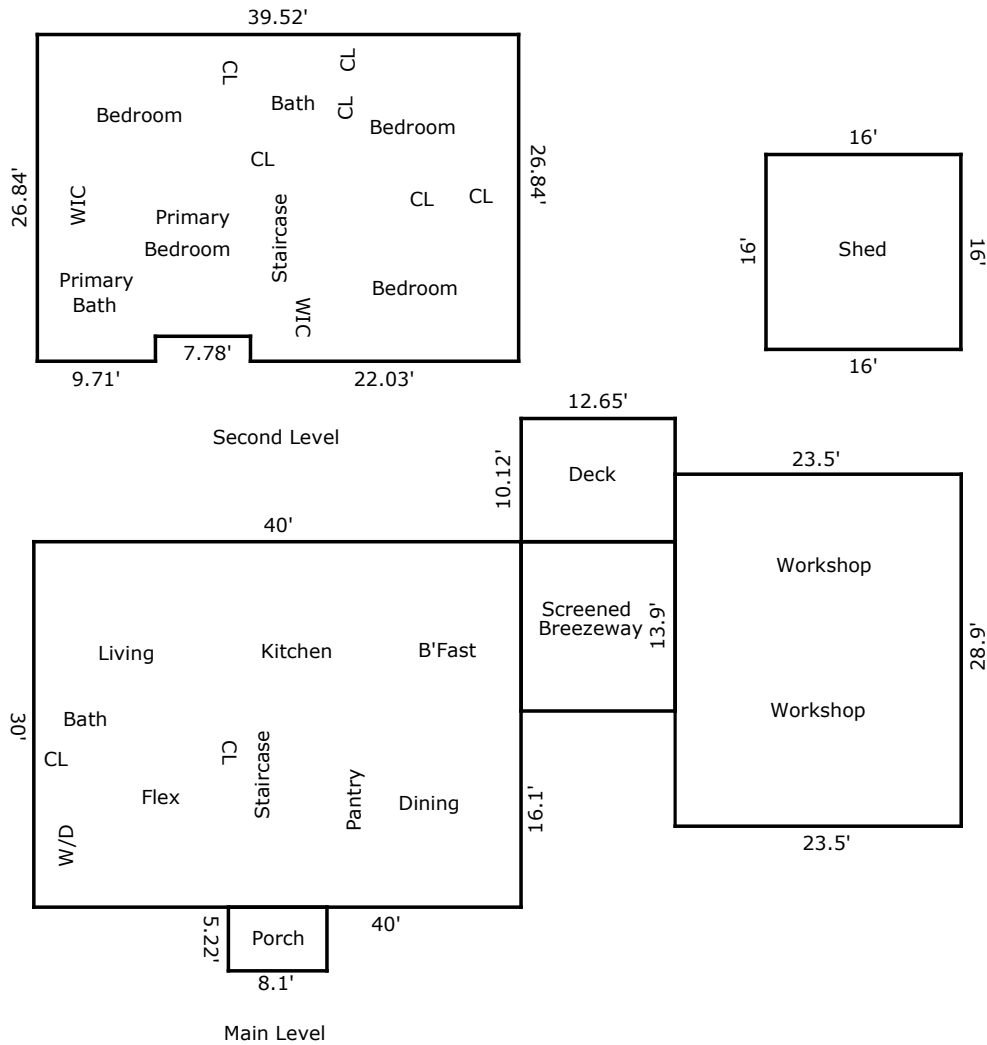 39.52'
CL
CL
Bedroom
Bath
CL
Bedroom
26.84'
26.84'
CL
WIC
Primary
Bedroom
Staircase
CL
CL
Primary
Bath
WIC
Bedroom
7.78'
9.71'
22.03'
Second Level
16'
16'
Shed
16'
16'
12.65'
10.12'
Deck
23.5'
40'
Workshop
Screened
Breezeway
13.9'
28.9'
Living
Kitchen
B'Fast
30'
Bath
CL
CL
Staircase
Workshop
Flex
Pantry
Dining
16.1'
W/D
23.5'
5.22'
Porch
40'
8.1'
Main Level